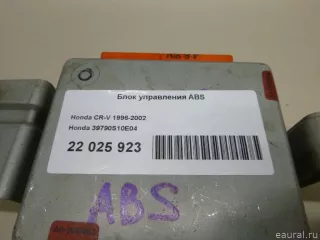 Блок управления ABS
Honda CR-V 1996-2002
Honda 39790S10E04
22 025 923
ABS
eaural.ru